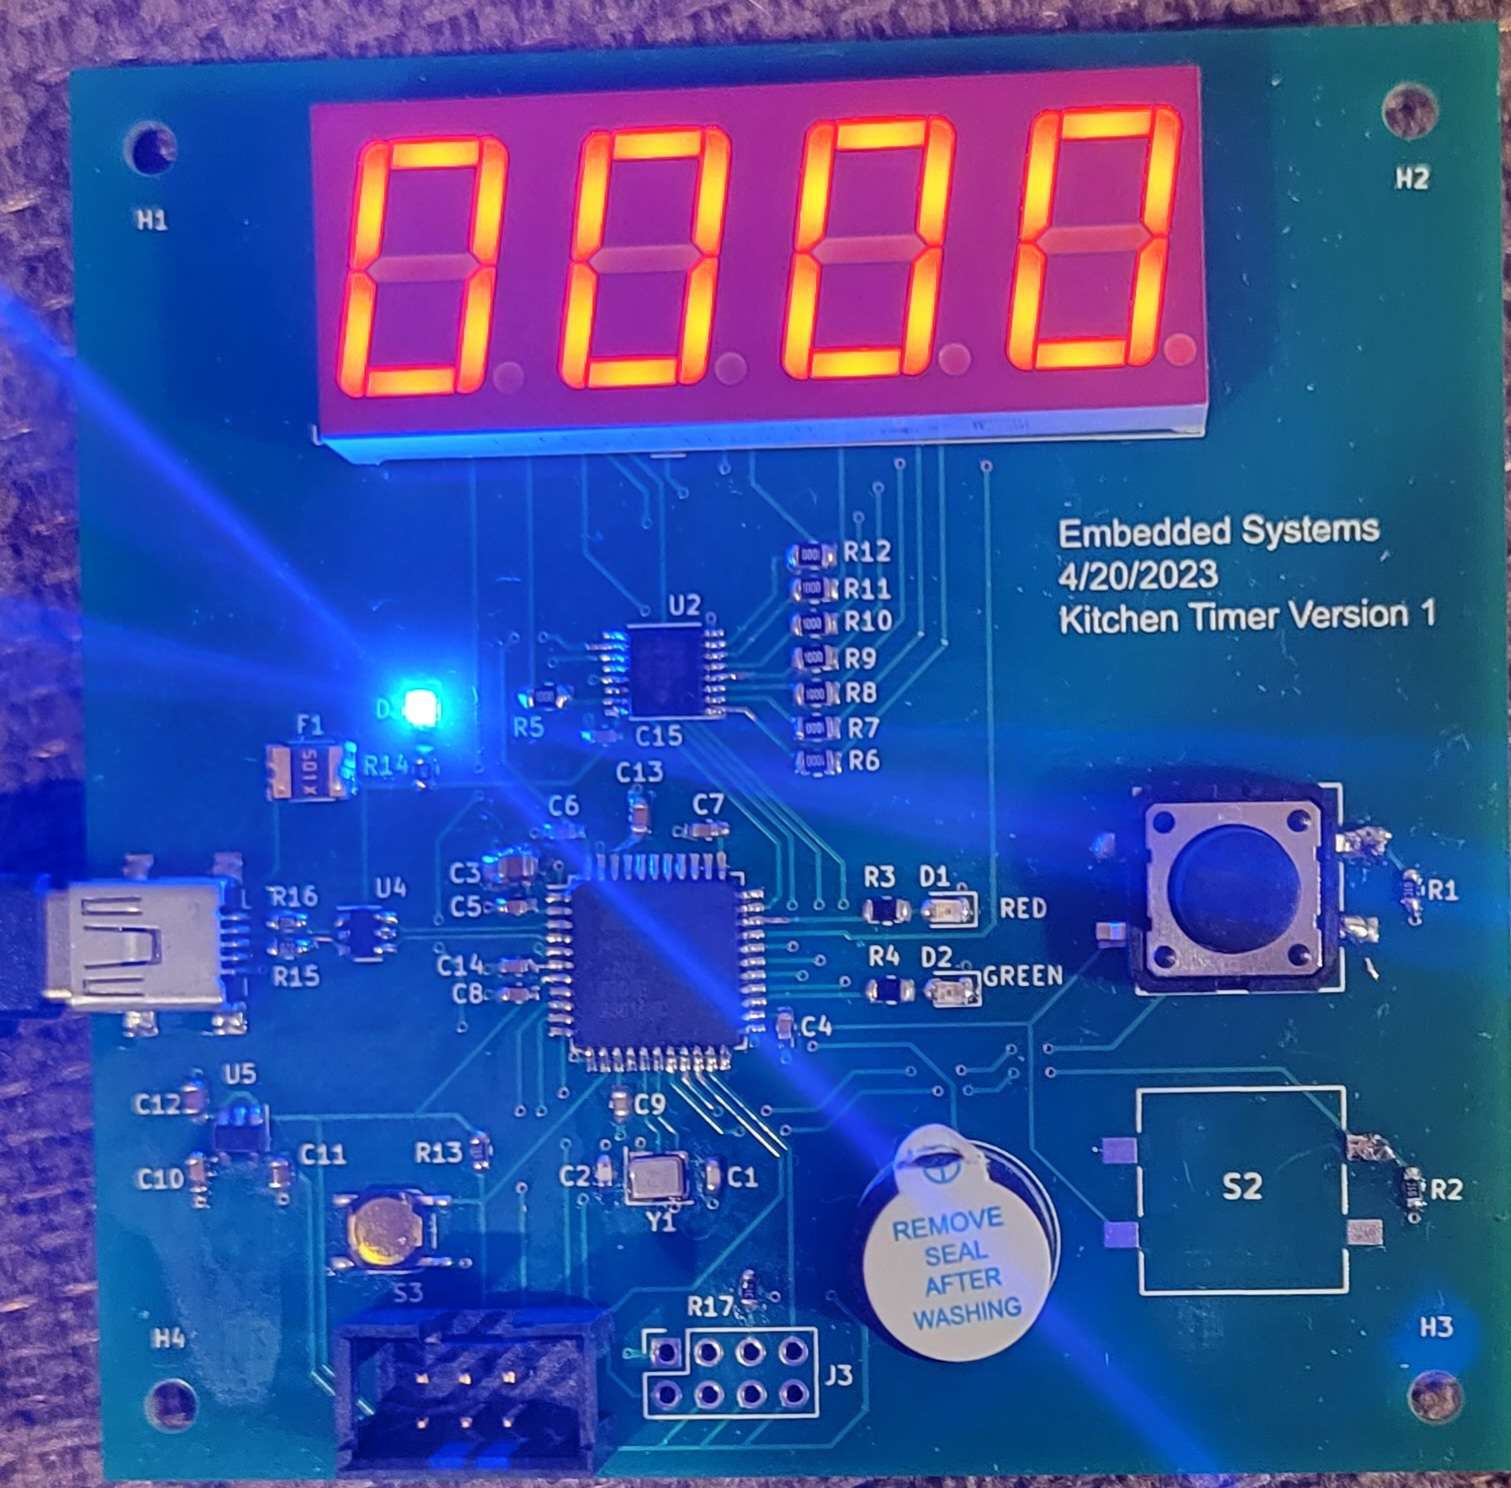 0000
H1
H2
Embedded Systems
4/20/2023
Kitchen Timer Version 1
R12
R11
R10
R9
R8
R7
R6
U2
R5
C15
F1
501X
R14
C13
C6
C7
C3
C5
C14
C8
R16
U4
R15
R3 D1
RED
R4 D2
GREEN
C4
R1
U5
C12
C10
C11
R13
C9
C2
C1
Y1
S3
REMOVE
SEAL
AFTER
WASHING
S2
R2
R17
J3
H4
H3